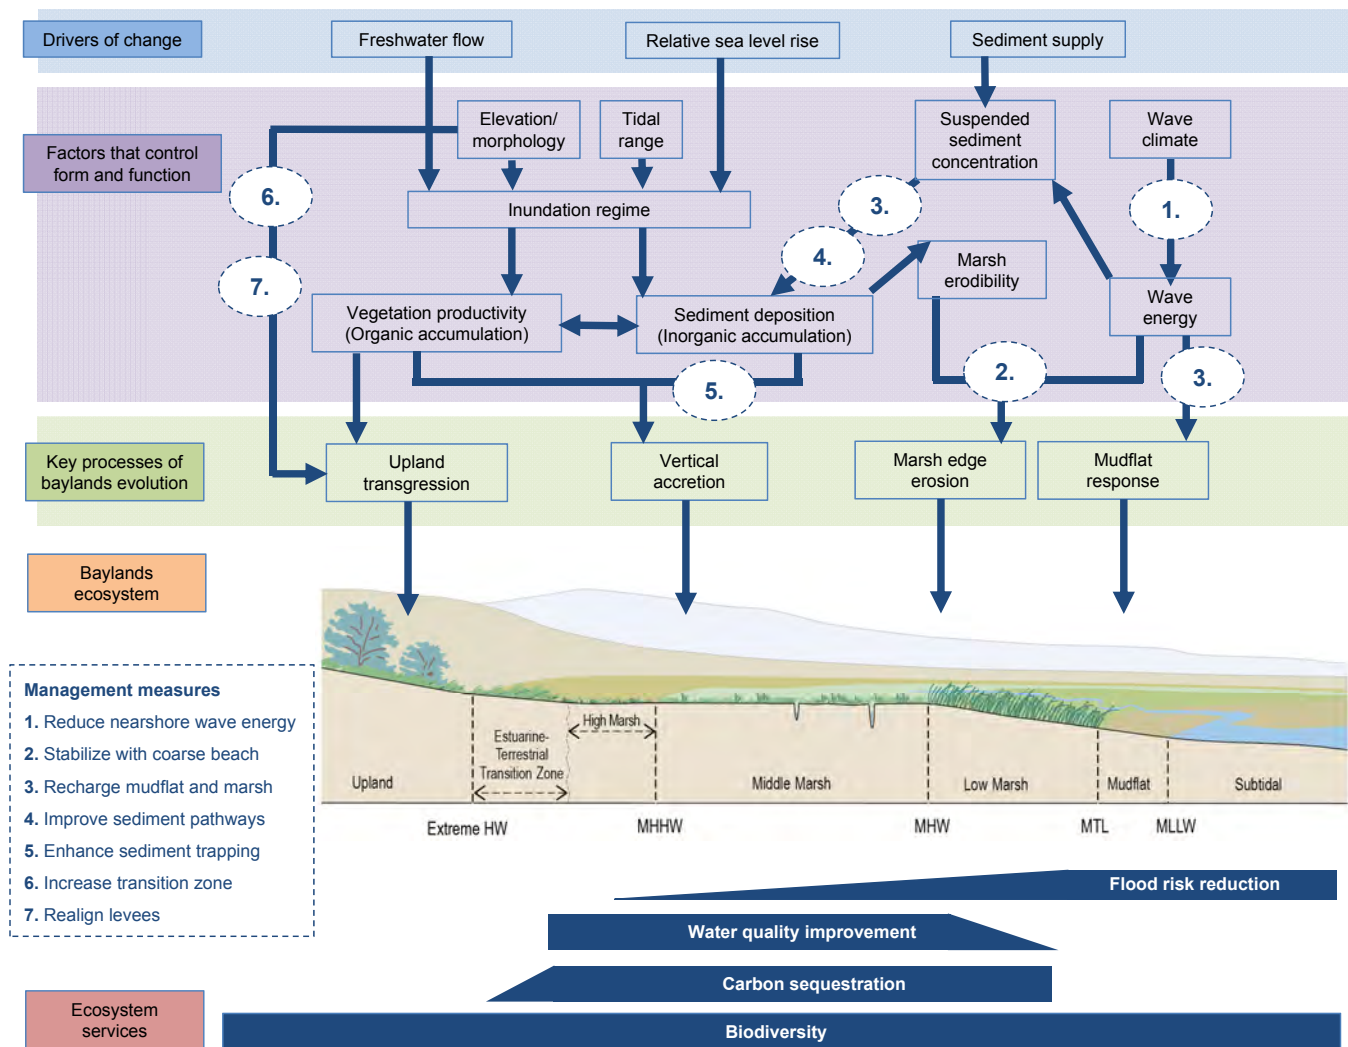 Drivers of change
Freshwater flow
Relative sea level rise
Sediment supply
Factors that control
form and function
Elevation/
morphology
Tidal
range
Suspended
sediment
concentration
Wave
climate
6.
3.
1.
Inundation regime
4.
Marsh
erodibility
7.
Vegetation productivity
(Organic accumulation)
Sediment deposition
(Inorganic accumulation)
Wave
energy
5.
2.
3.
Key processes of
baylands evolution
Upland
transgression
Vertical
accretion
Marsh edge
erosion
Mudflat
response
Baylands
ecosystem
Management measures
1. Reduce nearshore wave energy
2. Stabilize with coarse beach
3. Recharge mudflat and marsh
4. Improve sediment pathways
5. Enhance sediment trapping
6. Increase transition zone
7. Realign levees
High Marsh
Estuarine-
Terrestrial
Transition Zone
Upland
Middle Marsh
Low Marsh
Mudflat
Subtidal
Extreme HW
MHHW
MHW
MTL
MLLW
Flood risk reduction
Water quality improvement
Carbon sequestration
Ecosystem
services
Biodiversity